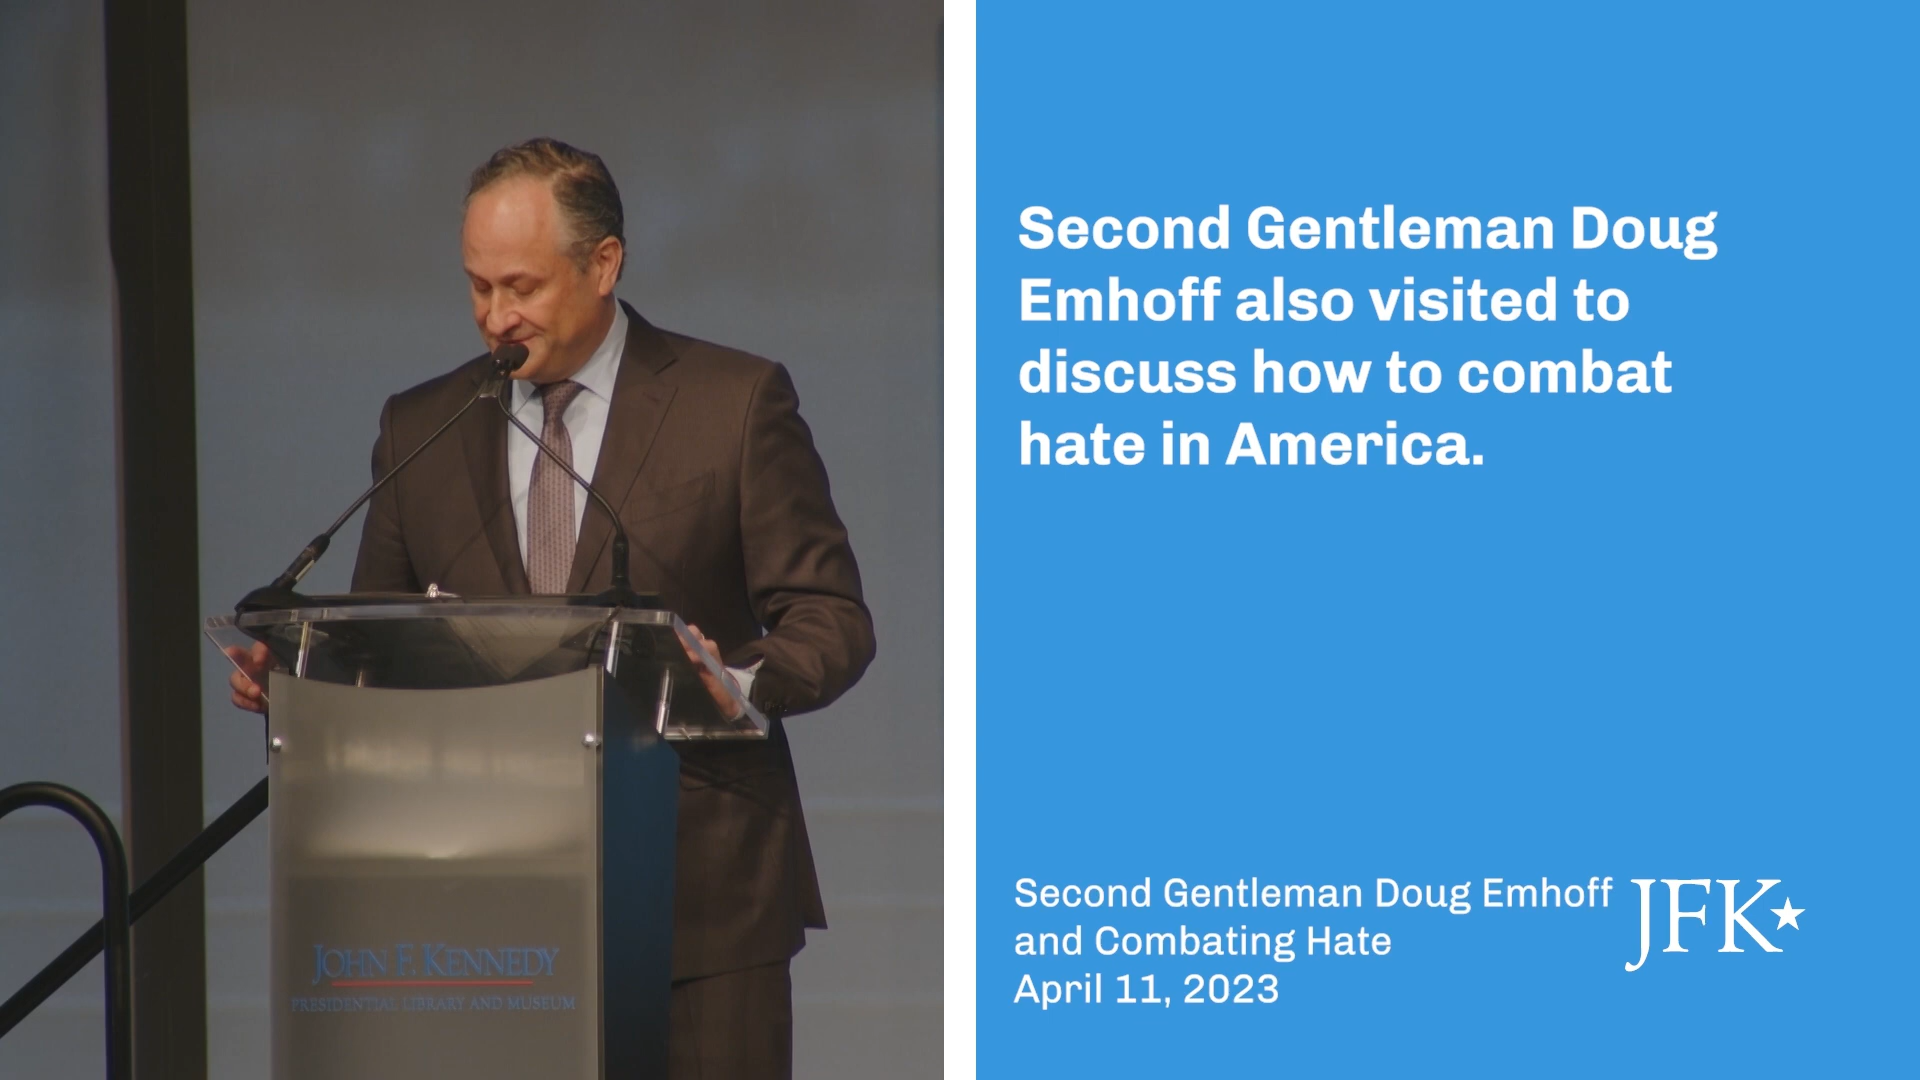 Second Gentleman Doug
Emhoff also visited to
discuss how to combat
hate in America.
Second Gentleman Doug Emhoff
and Combating Hate
April 11, 2023
JFK
JOHN F. KENNEDY
PRESIDENTIAL LIBRARY AND MUSEUM